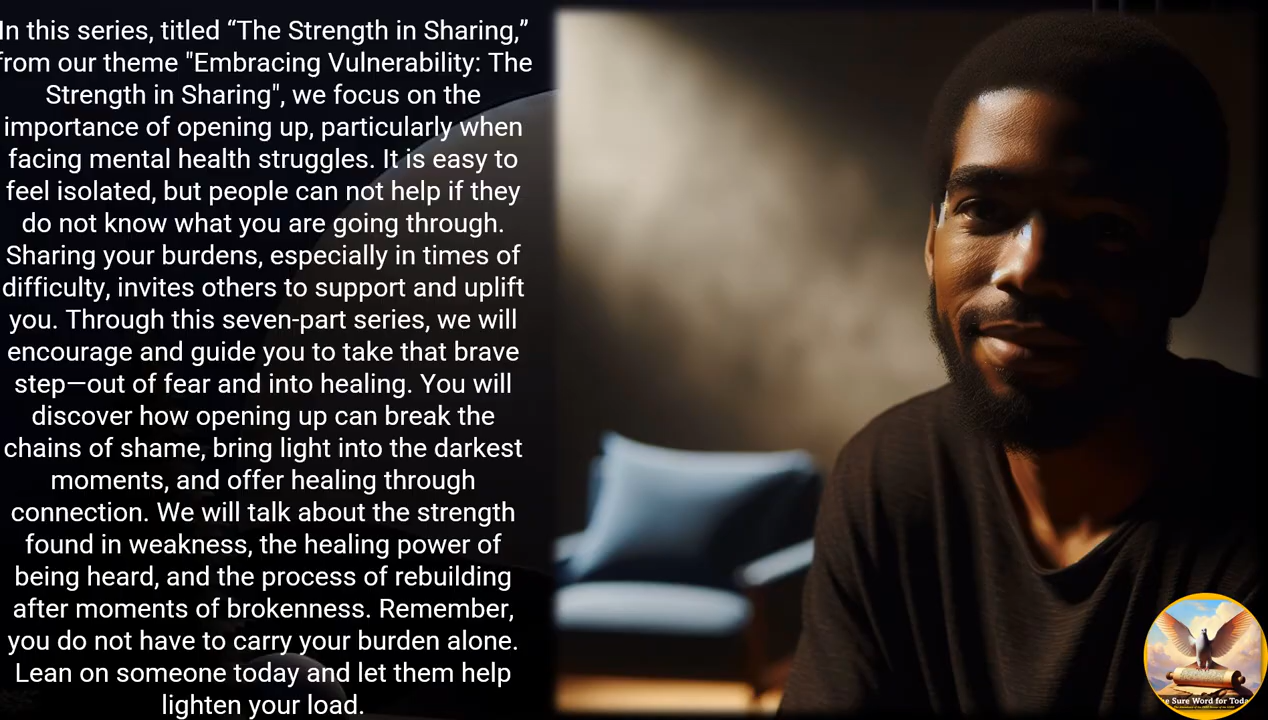 In this series, titled “The Strength in Sharing,”
from our theme "Embracing Vulnerability: The
Strength in Sharing", we focus on the
importance of opening up, particularly when
facing mental health struggles. It is easy to
feel isolated, but people can not help if they
do not know what you are going through.
Sharing your burdens, especially in times of
difficulty, invites others to support and uplift
you. Through this seven-part series, we will
encourage and guide you to take that brave
step—out of fear and into healing. You will
discover how opening up can break the
chains of shame, bring light into the darkest
moments, and offer healing through
connection. We will talk about the strength
found in weakness, the healing power of
being heard, and the process of rebuilding
after moments of brokenness. Remember,
you do not have to carry your burden alone.
Lean on someone today and let them help
lighten your load.
e Sure Word for Toda